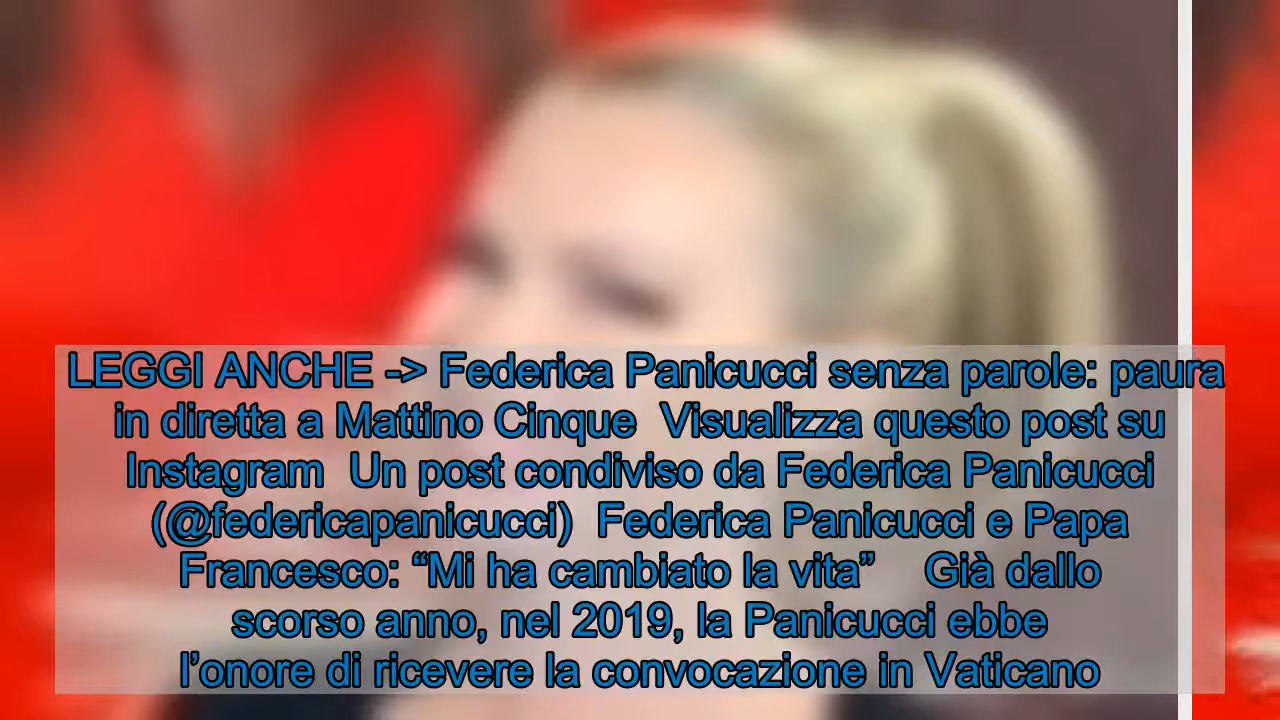 LEGGI ANCHE -> Federica Panicucci senza parole: paura
in diretta a Mattino Cinque  Visualizza questo post su
Instagram  Un post condiviso da Federica Panicucci
(@federicapanicucci)  Federica Panicucci e Papa
Francesco: “Mi ha cambiato la vita”    Già dallo
scorso anno, nel 2019, la Panicucci ebbe
l’onore di ricevere la convocazione in Vaticano